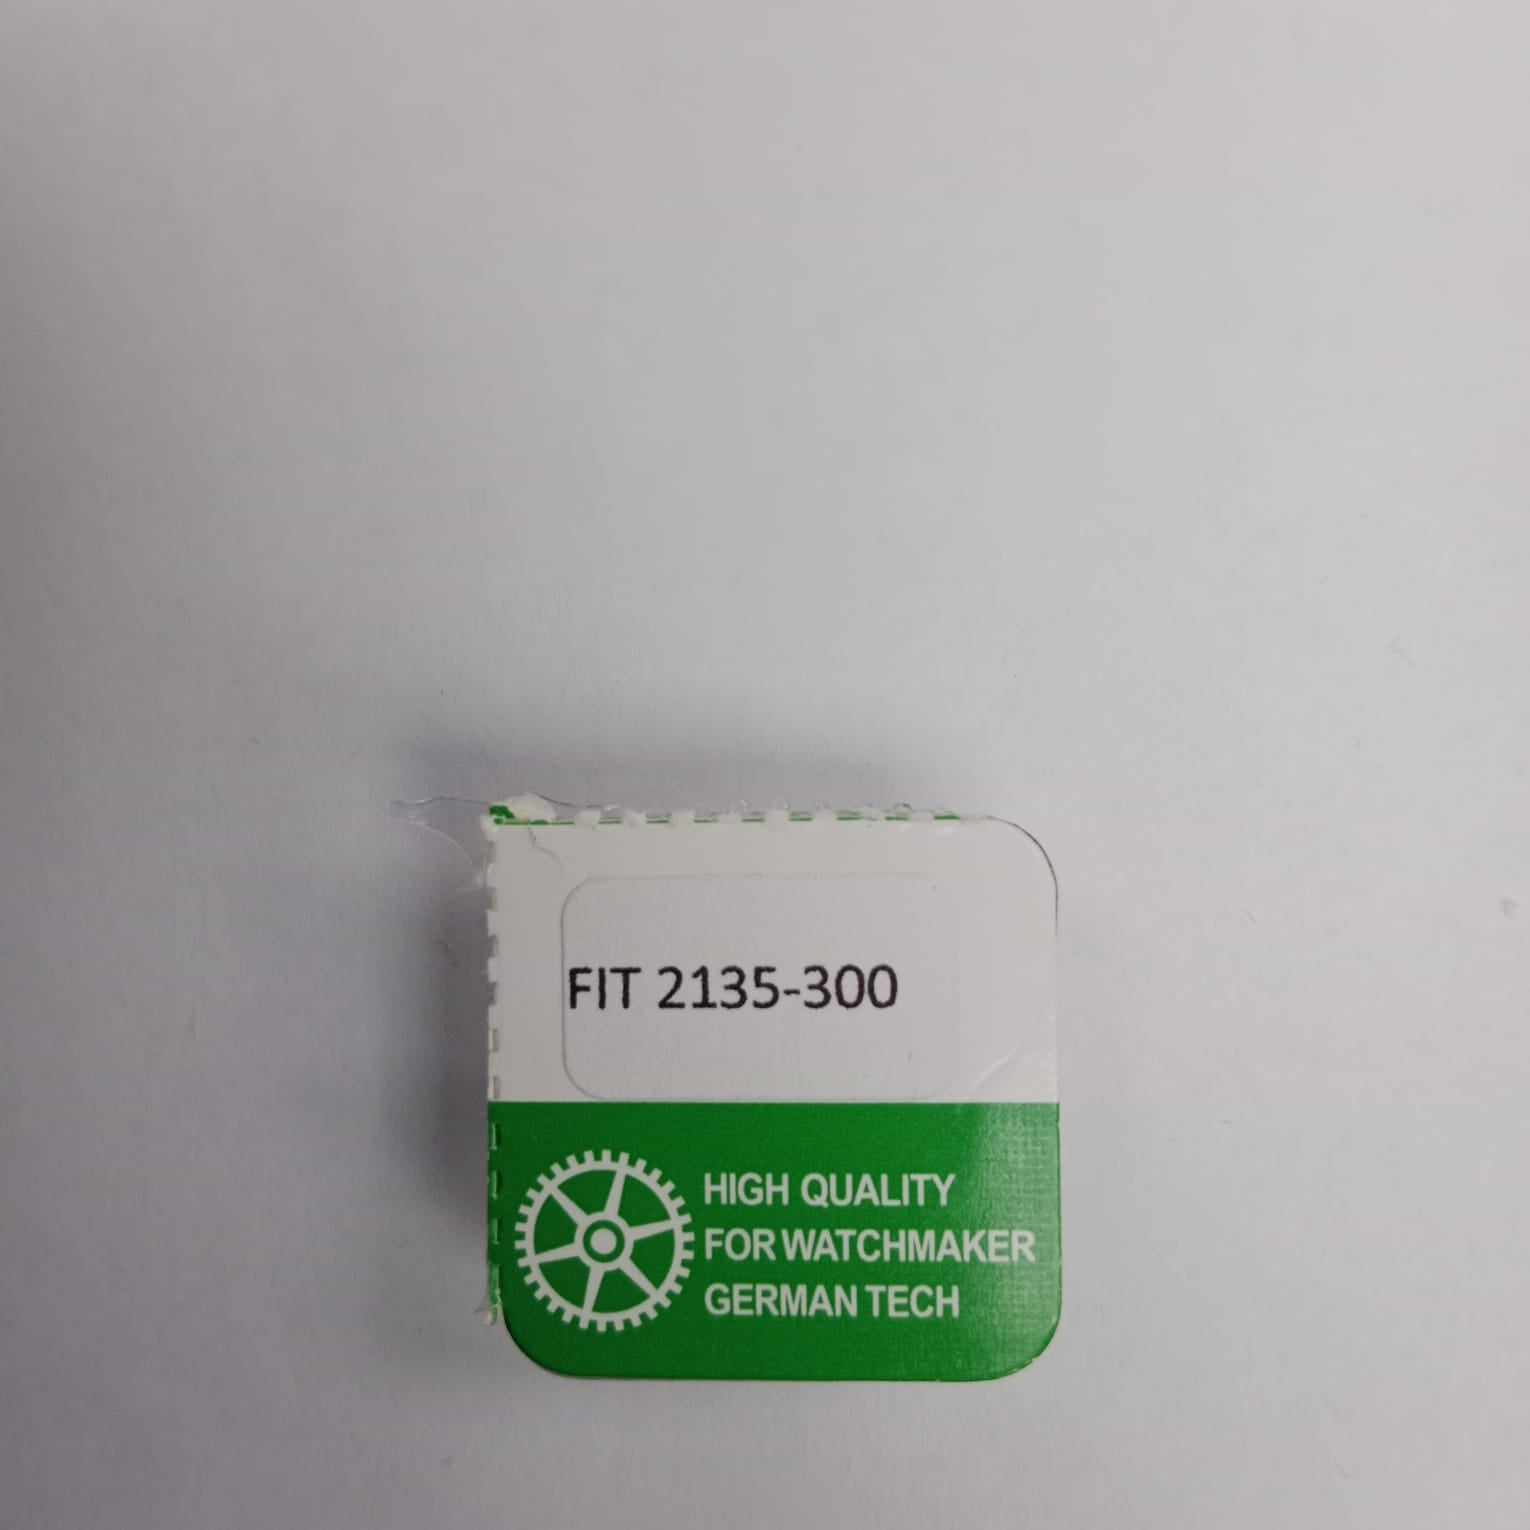 FIT 2135-300
HIGH QUALITY
FOR WATCHMAKER
GERMAN TECH